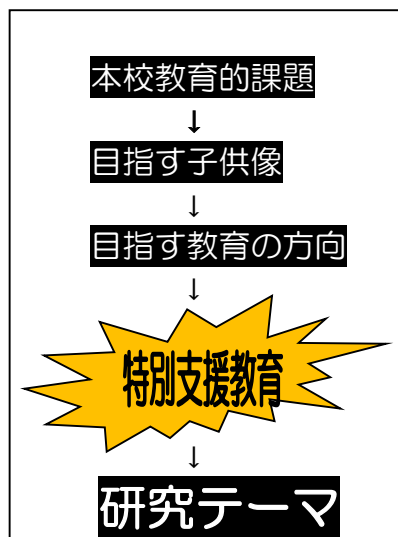 本校教育的課題
↓
目指す子供像
↓
目指す教育の方向
↓
特別支援教育
↓
研究テーマ